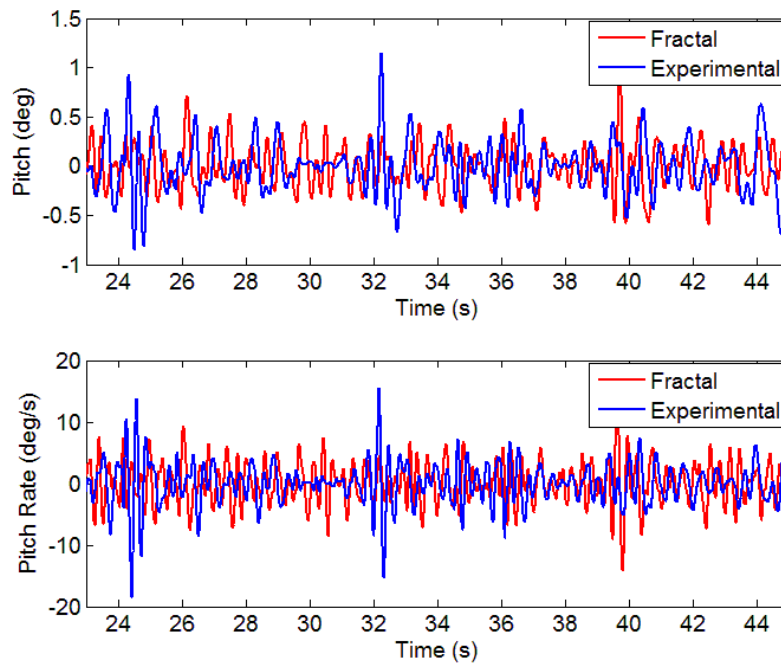 1.5
1
0.5
0
-0.5
-1
Pitch (deg)
Fractal
Experimental
24 26 28 30 32 34 36 38 40 42 44
Time (s)
20
10
0
-10
-20
Pitch Rate (deg/s)
Fractal
Experimental
24 26 28 30 32 34 36 38 40 42 44
Time (s)